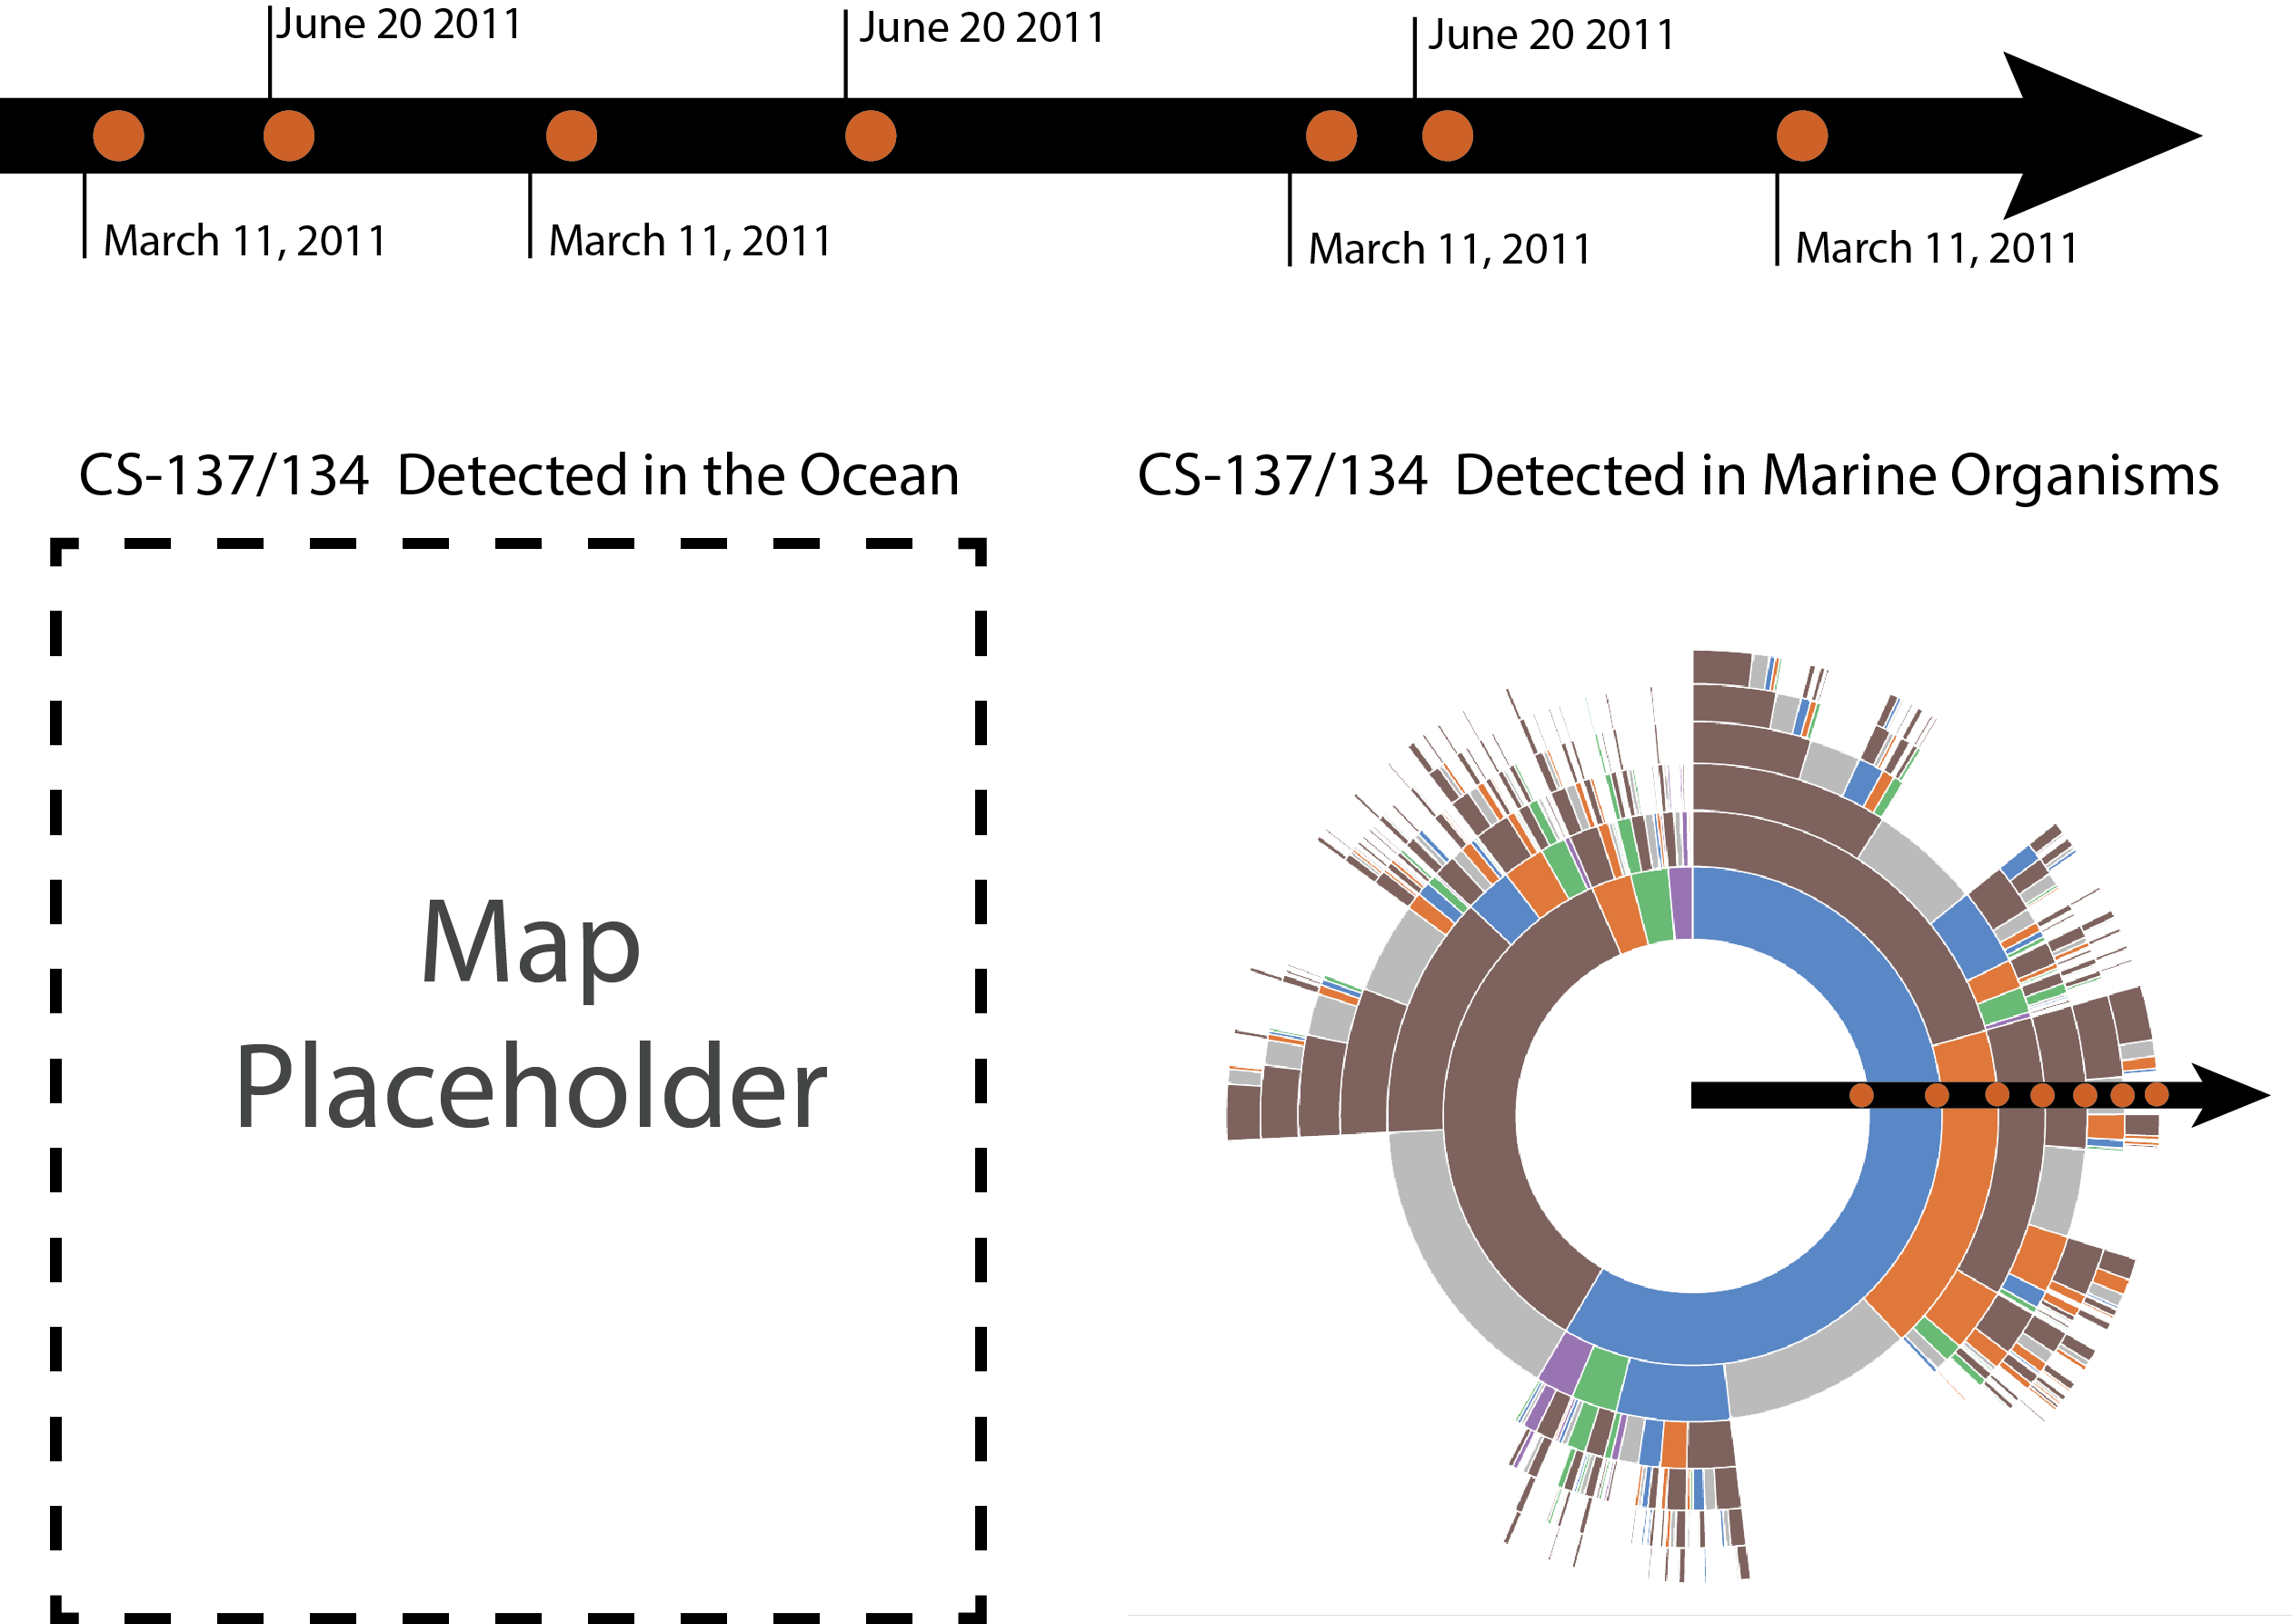 June 20 2011
June 20 2011
June 20 2011
March 11, 2011
March 11, 2011
March 11, 2011
March 11, 2011
CS-137/134  Detected in the Ocean
CS-137/134  Detected in Marine Organisms
Map
Placeholder